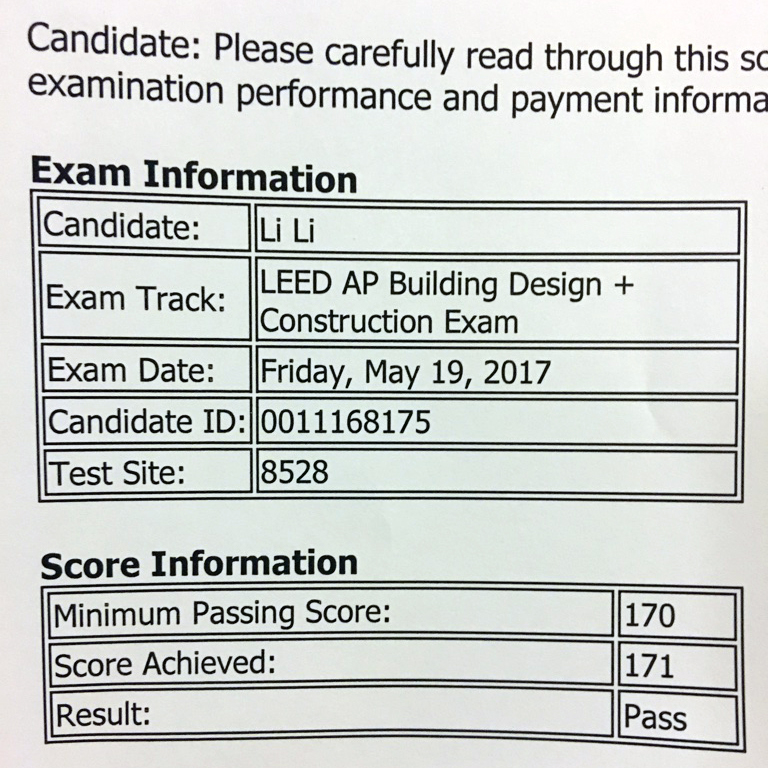 Candidate: Please carefully read through this
examination performance and payment
Exam Information
Candidate: Li Li
Exam Track: LEED AP Building Design +
Construction Exam
Exam Date: Friday, May 19, 2017
Candidate ID: 0011168175
Test Site: 8528
Score Information
Minimum Passing Score: 170
Score Achieved: 171
Result: Pass